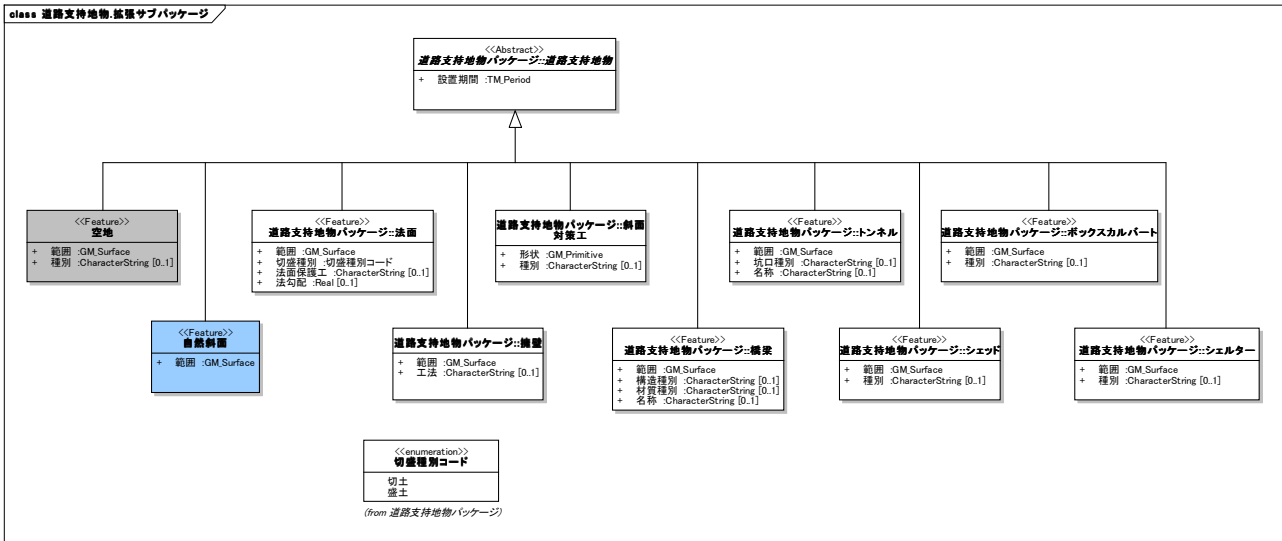 class 道路支持地物.拡張サブパッケージ
<<Abstract>>
道路支持地物パッケージ::道路支持地物
+ 設置期間 :TM_Period
<<Feature>>
空地
+ 範囲 :GM_Surface
+ 種別 :CharacterString [0..1]
<<Feature>>
道路支持地物パッケージ::法面
+ 範囲 :GM_Surface
+ 切盛種別 :切盛種別コード
+ 法面保護工 :CharacterString [0..1]
+ 法勾配 :Real [0..1]
道路支持地物パッケージ::斜面
対策工
+ 形状 :GM_Primitive
+ 種別 :CharacterString [0..1]
<<Feature>>
道路支持地物パッケージ::トンネル
+ 範囲 :GM_Surface
+ 坑口種別 :CharacterString [0..1]
+ 名称 :CharacterString [0..1]
<<Feature>>
道路支持地物パッケージ::ボックスカルバート
+ 範囲 :GM_Surface
+ 種別 :CharacterString [0..1]
<<Feature>>
自然斜面
+ 範囲 :GM_Surface
道路支持地物パッケージ::擁壁
+ 範囲 :GM_Surface
+ 工法 :CharacterString [0..1]
<<Feature>>
道路支持地物パッケージ::橋梁
+ 範囲 :GM_Surface
+ 構造種別 :CharacterString [0..1]
+ 材質種別 :CharacterString [0..1]
+ 名称 :CharacterString [0..1]
<<Feature>>
道路支持地物パッケージ::シェッド
+ 範囲 :GM_Surface
+ 種別 :CharacterString [0..1]
<<Feature>>
道路支持地物パッケージ::シェルター
+ 範囲 :GM_Surface
+ 種別 :CharacterString [0..1]
<<enumeration>>
切盛種別コード
切土
盛土
(from 道路支持地物パッケージ)